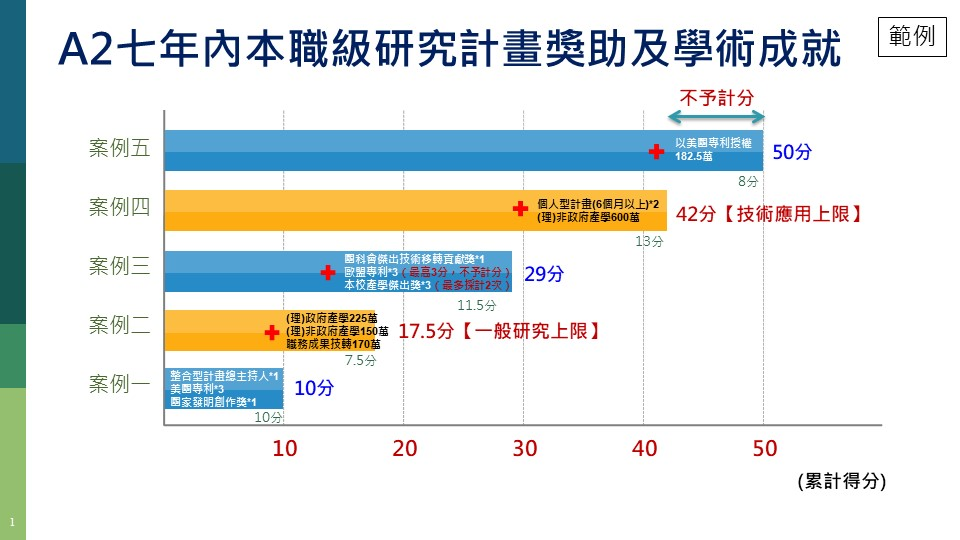 A2七年內本職級研究計畫獎助及學術成就
範例
不予計分
案例五
以美國專利授權
182.5萬
50分
8分
案例四
個人型計畫(6個月以上)*2
(理)非政府產學600萬
42分【技術應用上限】
13分
案例三
國科會傑出技術移轉貢獻獎*1
歐盟專利*3(最高3分，不予計分)
本校產學傑出獎*3(最多採計2次)
29分
11.5分
案例二
(理)政府產學225萬
(理)非政府產學150萬
職務成果技轉170萬
17.5分【一般研究上限】
7.5分
案例一
整合型計畫總主持人*1
美國專利*3
國家發明創作獎*1
10分
10分
10 20 30 40 50
(累計得分)
1